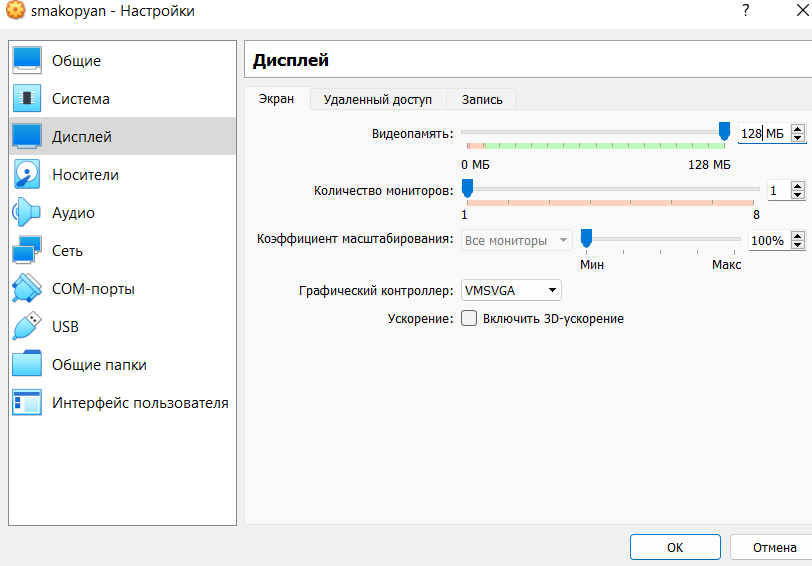 smakopyan - Настройки
?
Общие
Система
Дисплей
Носители
Аудио
Сеть
COM-порты
USB
Общие папки
Интерфейс пользователя
Дисплей
Экран Удаленный доступ Запись
Видеопамять: 128 МБ
0 МБ 128 МБ
Количество мониторов: 1
1 8
Коэффициент масштабирования: Все мониторы 100%
Мин Макс
Графический контроллер: VMSVGA
Ускорение: Включить 3D-ускорение
OK Отмена